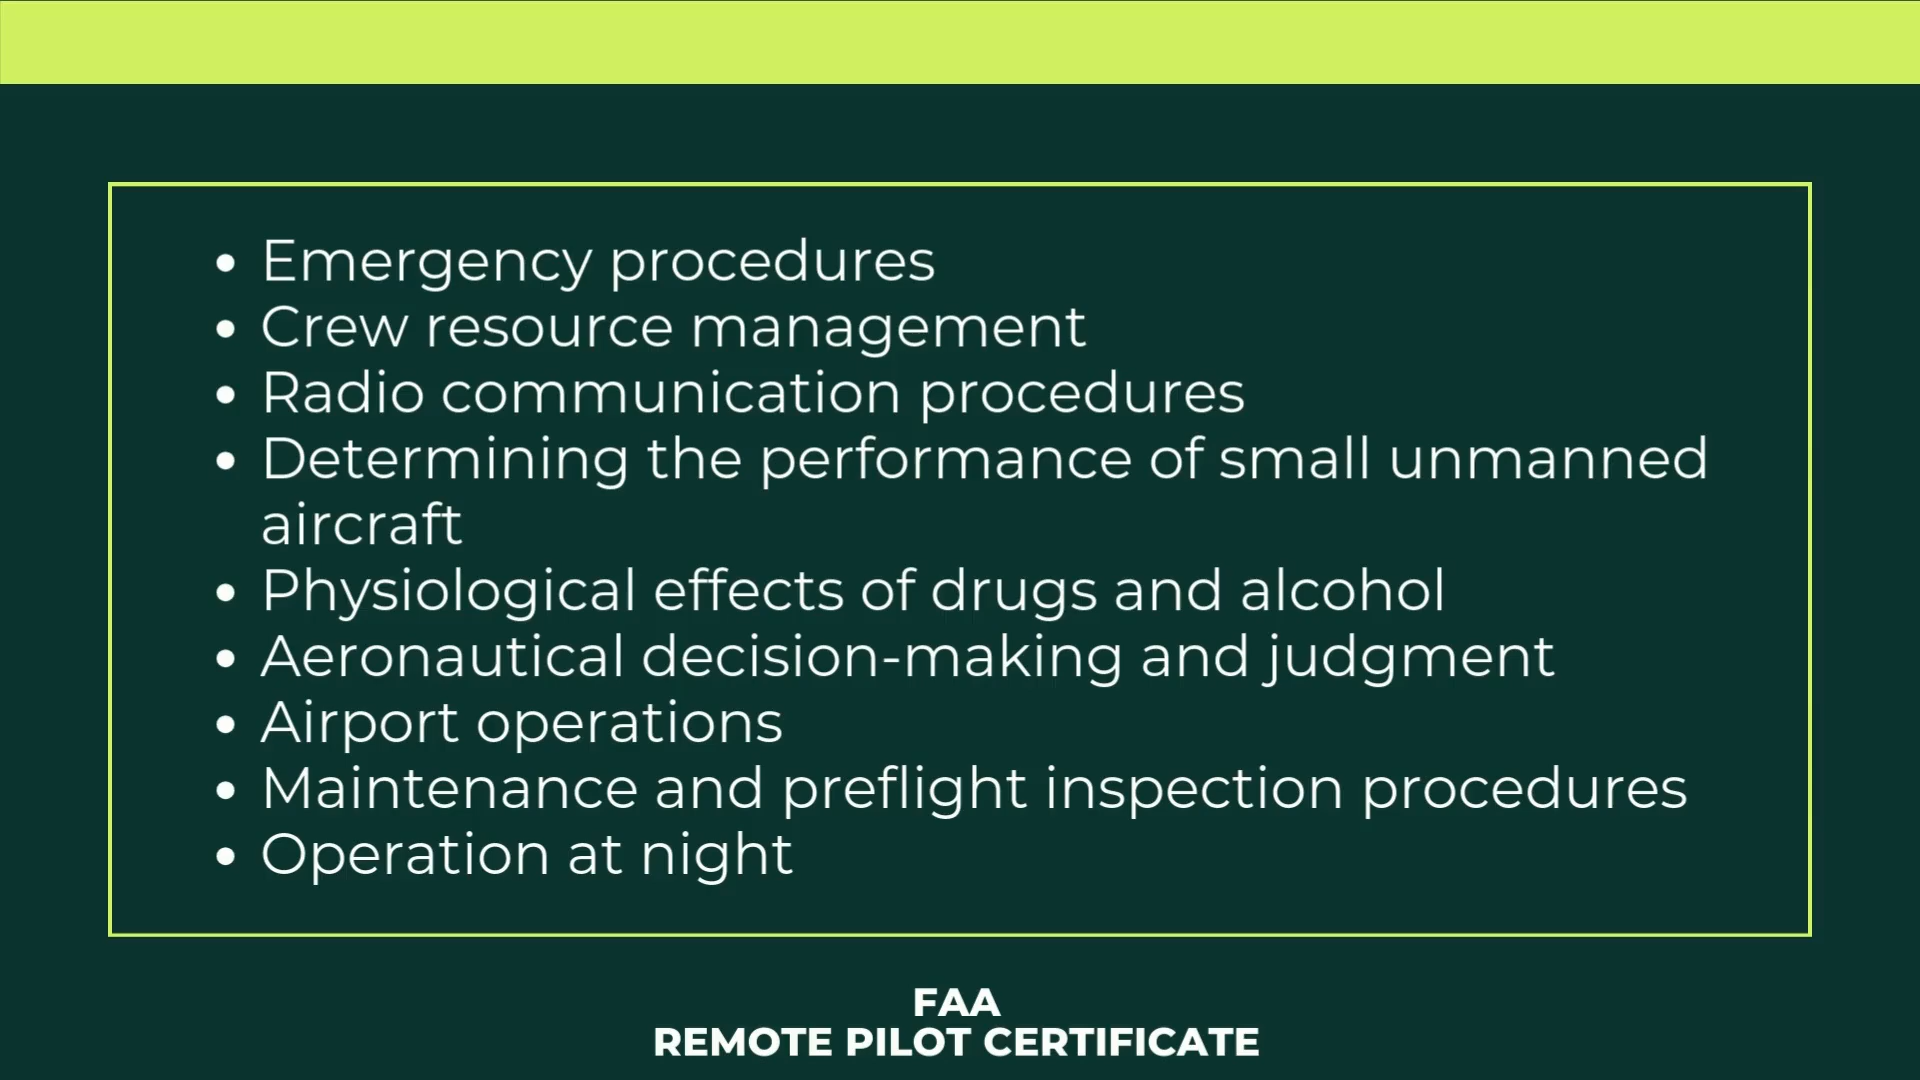 • Emergency procedures
• Crew resource management
• Radio communication procedures
• Determining the performance of small unmanned
aircraft
• Physiological effects of drugs and alcohol
• Aeronautical decision-making and judgment
• Airport operations
• Maintenance and preflight inspection procedures
• Operation at night
FAA
REMOTE PILOT CERTIFICATE